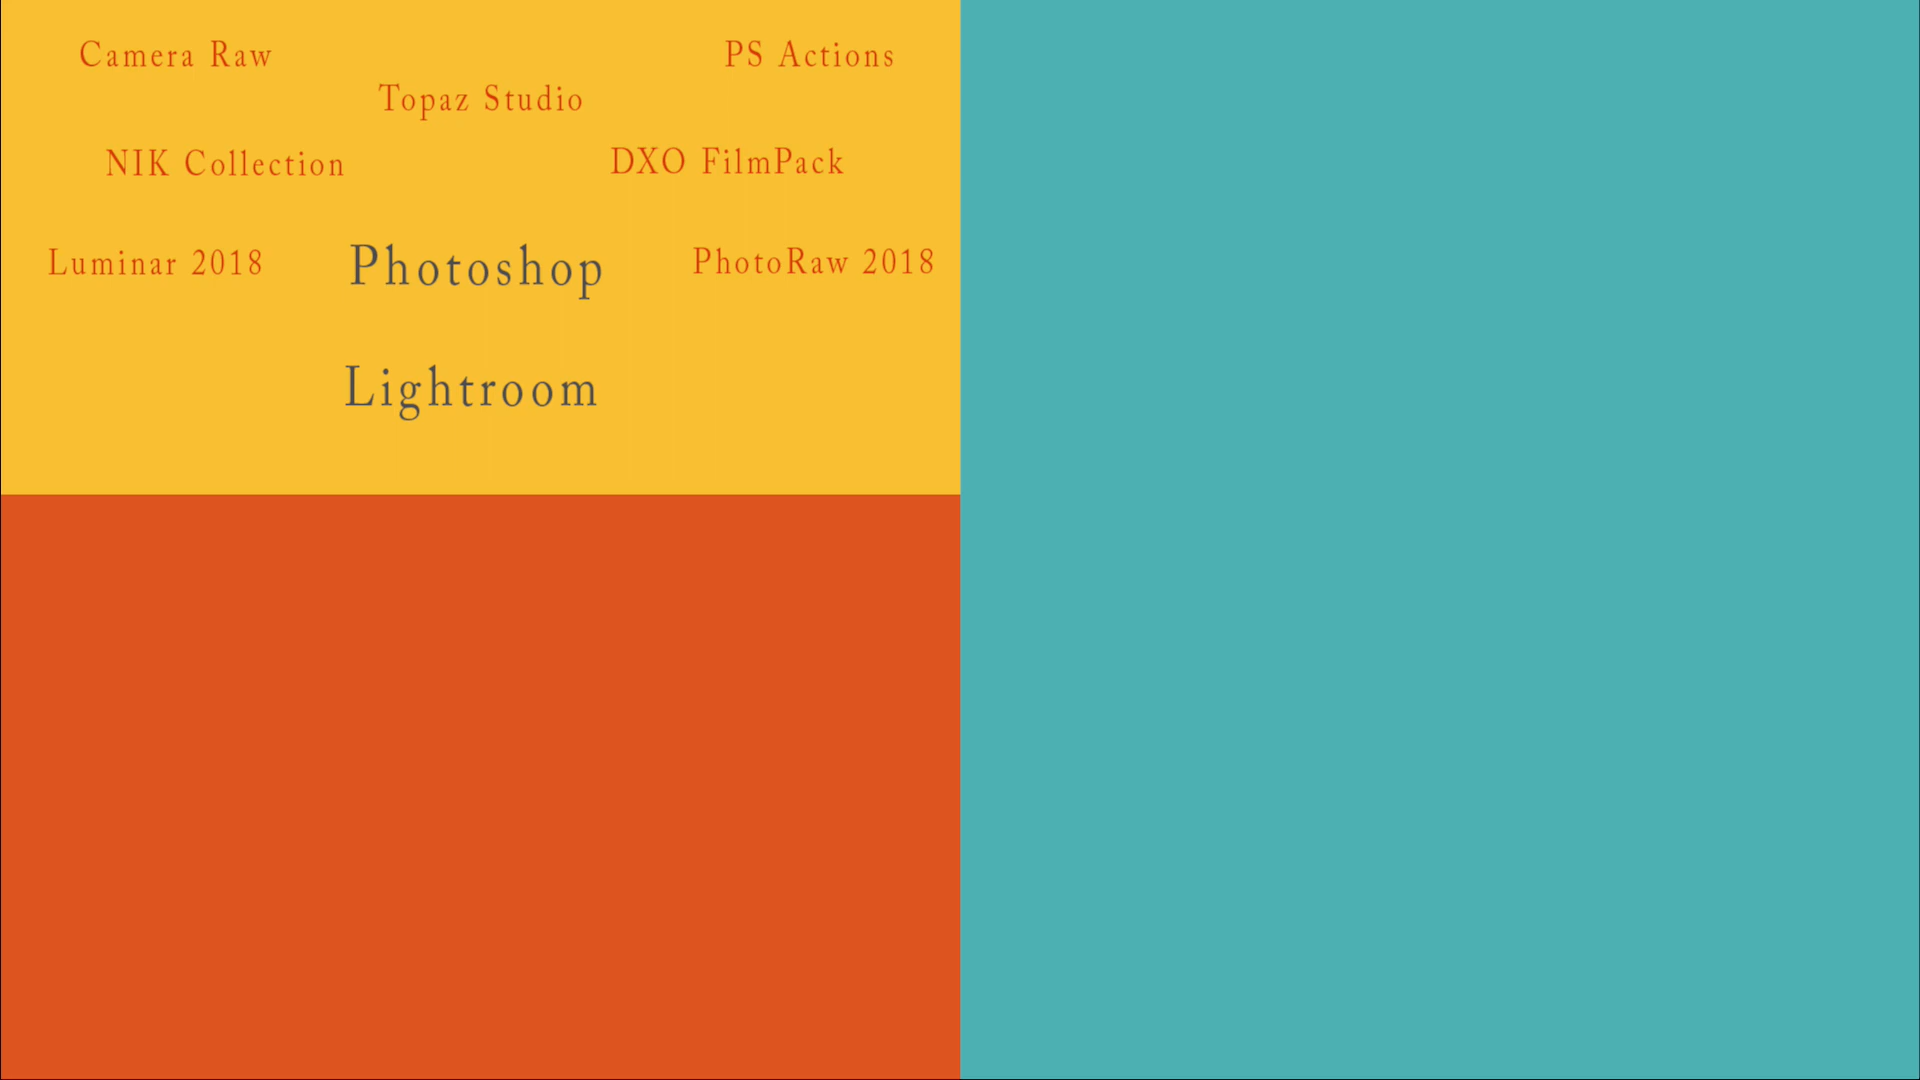 Camera Raw
PS Actions
Topaz Studio
NIK Collection
DXO FilmPack
Luminar 2018
Photoshop
PhotoRaw 2018
Lightroom